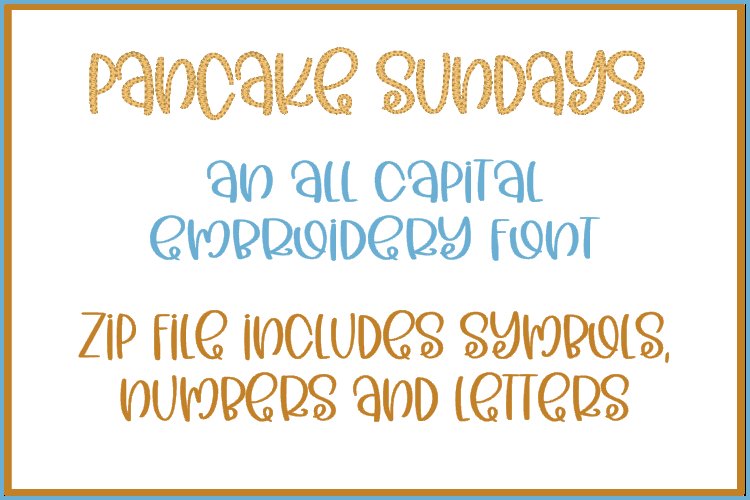 PANCAKE SUNDAYS
AN ALL CAPITAL
EMBROIDERY FONT
ZIP FILE INCLUDES SYMBOLS,
NUMBERS AND LETTERS